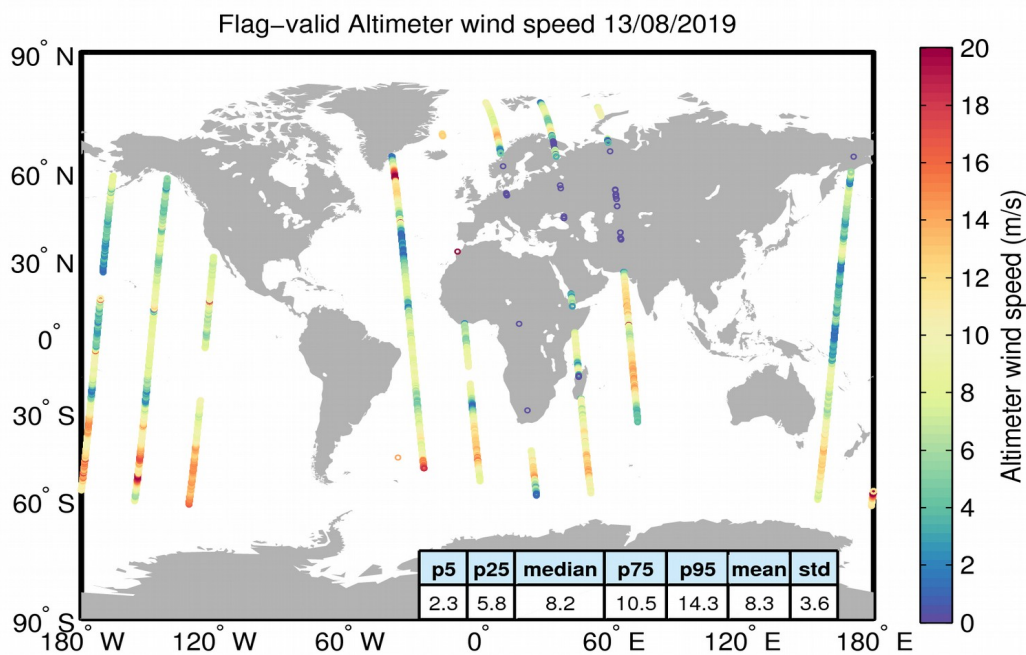 Flag−valid Altimeter wind speed 13/08/2019
90° N
60° N
30° N
0°
30° S
60° S
90° S
180° W
120° W
60° W
0°
60° E
120° E
180° E
p5 p25 median p75 p95 mean std
2.3 5.8 8.2 10.5 14.3 8.3 3.6
20
18
16
14
12
10
8
6
4
2
0
Altimeter wind speed (m/s)